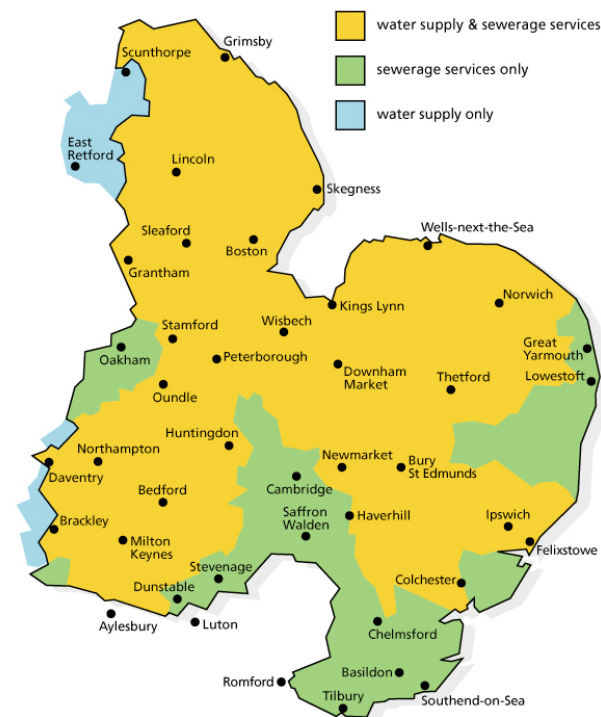 water supply & sewerage services
sewerage services only
water supply only
Grimsby
Scunthorpe
East
Retford
Lincoln
Skegness
Sleaford
Boston
Wells-next-the-Sea
Grantham
Kings Lynn
Norwich
Stamford
Wisbech
Oakham
Peterborough
Downham
Market
Great
Yarmouth
Thetford
Lowestoft
Oundle
Huntingdon
Northampton
Newmarket
Bury
St Edmunds
Daventry
Cambridge
Bedford
Saffron
Walden
Haverhill
Ipswich
Brackley
Milton
Keynes
Felixstowe
Stevenage
Dunstable
Colchester
Aylesbury
Luton
Chelmsford
Romford
Basildon
Tilbury
Southend-on-Sea